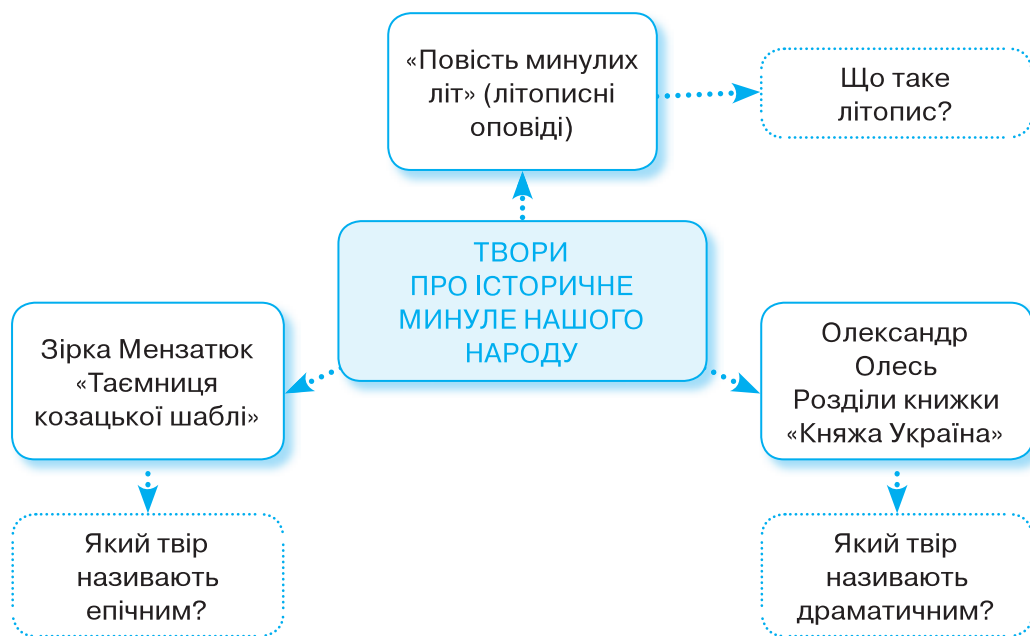 «Повість минулих
літ» (літописні
оповіді)
Що таке
літопис?
ТВОРИ
ПРО ІСТОРИЧНЕ
МИНУЛЕ НАШОГО
НАРОДУ
Зірка Мензатюк
«Таємниця
козацької шаблі»
Олександр
Олесь
Розділи книжки
«Княжа Україна»
Який твір
називають
епічним?
Який твір
називають
драматичним?